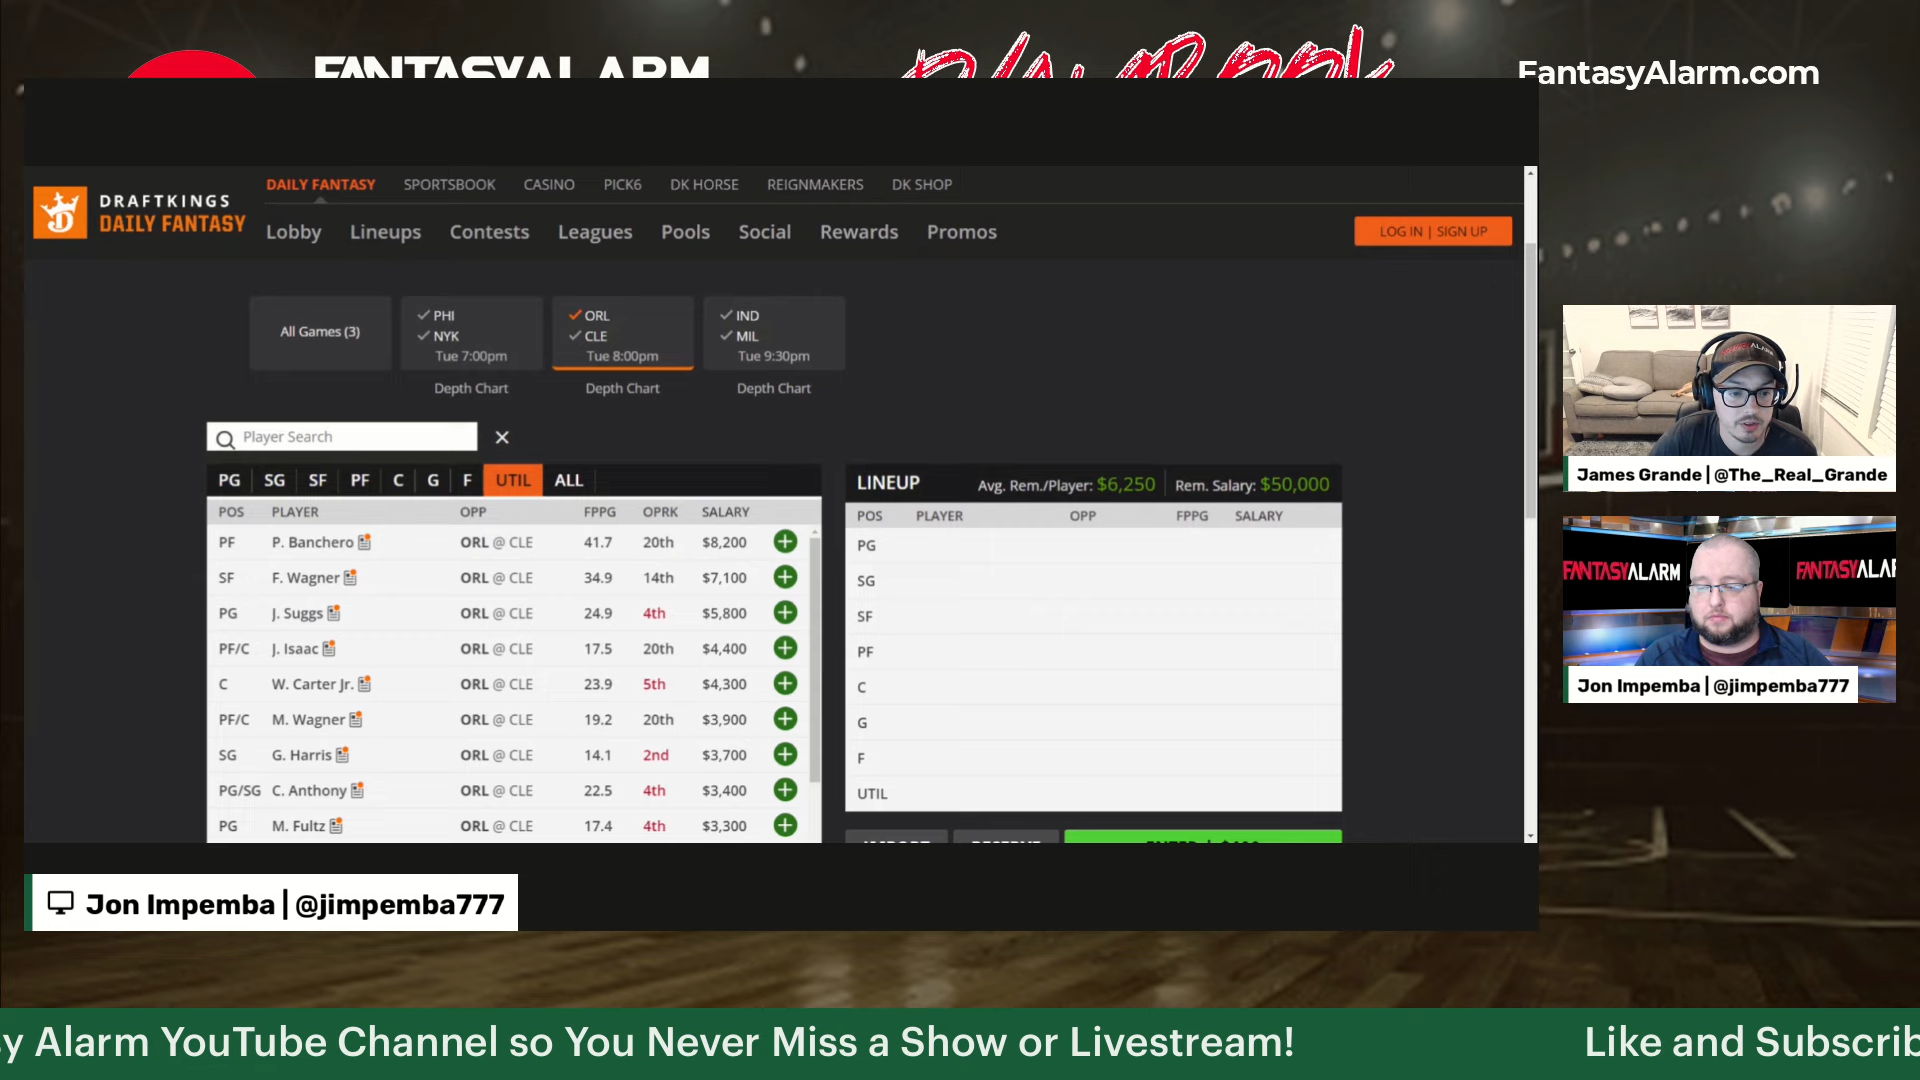 FANTASYALARM
PLAYER POOL
FantasyAlarm.com
DRAFTKINGS
DAILY FANTASY
DAILY FANTASY SPORTSBOOK CASINO PICK6 DK HORSE REIGNMAKERS DK SHOP
Lobby Lineups Contests Leagues Pools Social Rewards Promos
LOG IN | SIGN UP
All Games (3)
PHI
NYK
Tue 7:00pm
Depth Chart
ORL
CLE
Tue 8:00pm
Depth Chart
IND
MIL
Tue 9:30pm
Depth Chart
Player Search
PG SG SF PF C G F UTIL ALL
POS PLAYER OPP FPPG OPRK SALARY
PF P. Banchero ORL @ CLE 41.7 20th $8,200
SF F. Wagner ORL @ CLE 34.9 14th $7,100
PG J. Suggs ORL @ CLE 24.9 4th $5,800
PF/C J. Isaac ORL @ CLE 17.5 20th $4,400
C W. Carter Jr. ORL @ CLE 23.9 5th $4,300
PF/C M. Wagner ORL @ CLE 19.2 20th $3,900
SG G. Harris ORL @ CLE 14.1 2nd $3,700
PG/SG C. Anthony ORL @ CLE 22.5 4th $3,400
PG M. Fultz ORL @ CLE 17.4 4th $3,300
LINEUP Avg. Rem./Player: $6,250 Rem. Salary: $50,000
POS PLAYER OPP FPPG SALARY
PG
SG
SF
PF
C
G
F
UTIL
James Grande | @The_Real_Grande
FANTASYALARM FANTASYALAR
Jon Impemba | @jimpemba777
Jon Impemba | @jimpemba777
sy Alarm YouTube Channel so You Never Miss a Show or Livestream! Like and Subscrib